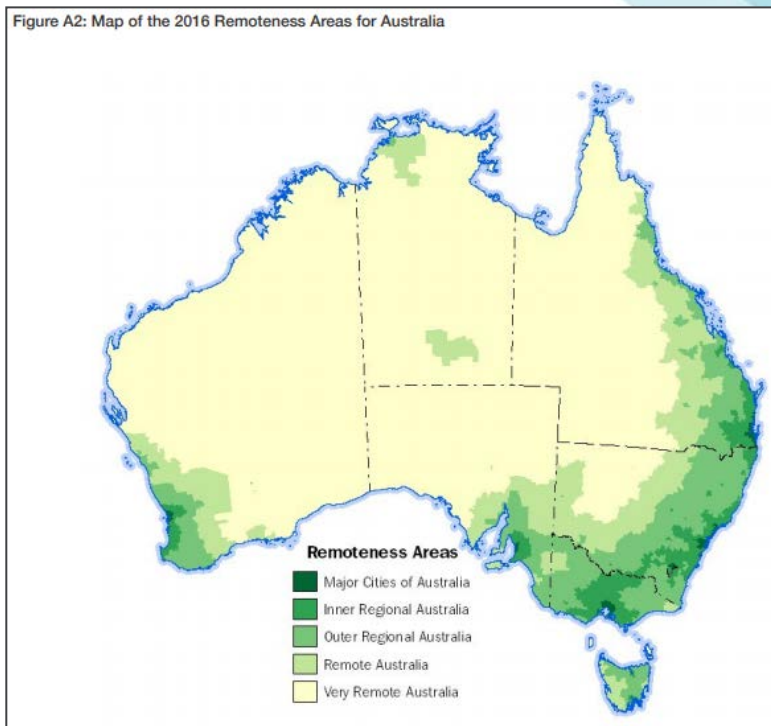 Figure A2: Map of the 2016 Remoteness Areas for Australia
Remoteness Areas
Major Cities of Australia
Inner Regional Australia
Outer Regional Australia
Remote Australia
Very Remote Australia